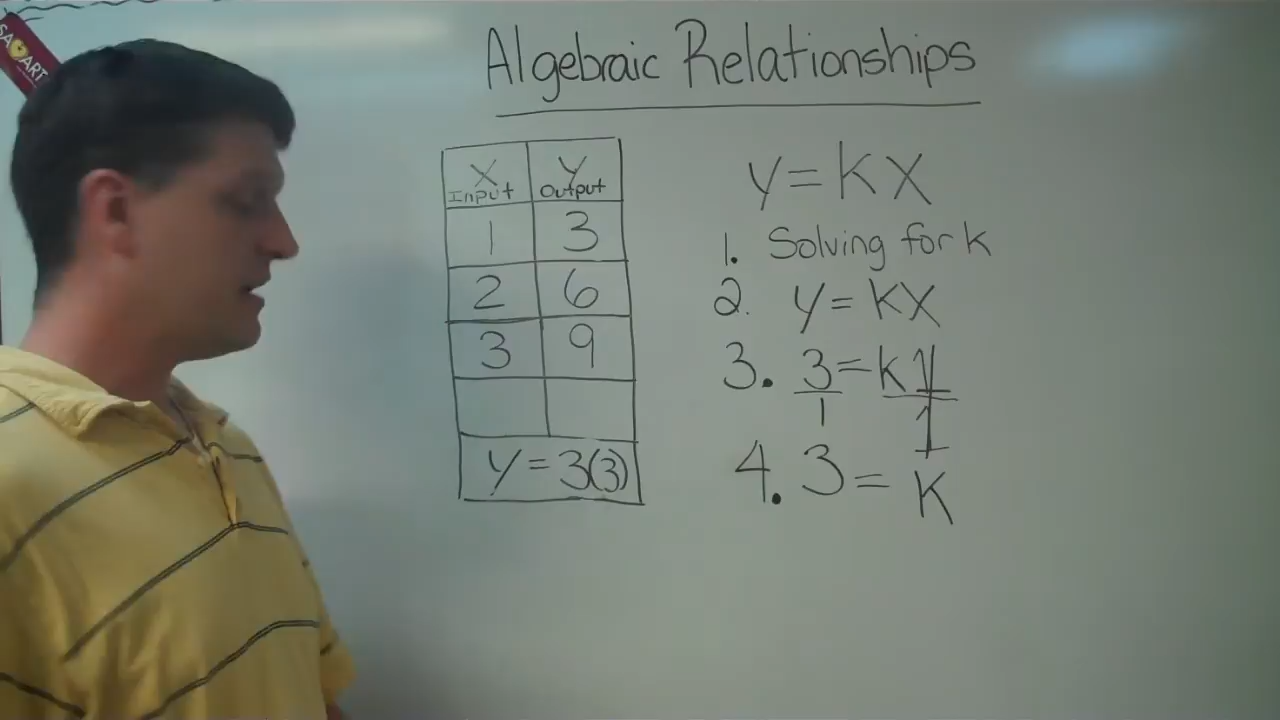 SMART
Algebraic Relationships
X Y
Input Output
1 3
2 6
3 9
y = 3(3)
y = kx
1. Solving for k
2. y = kx
3. 3 = k1
1 1
4. 3 = k